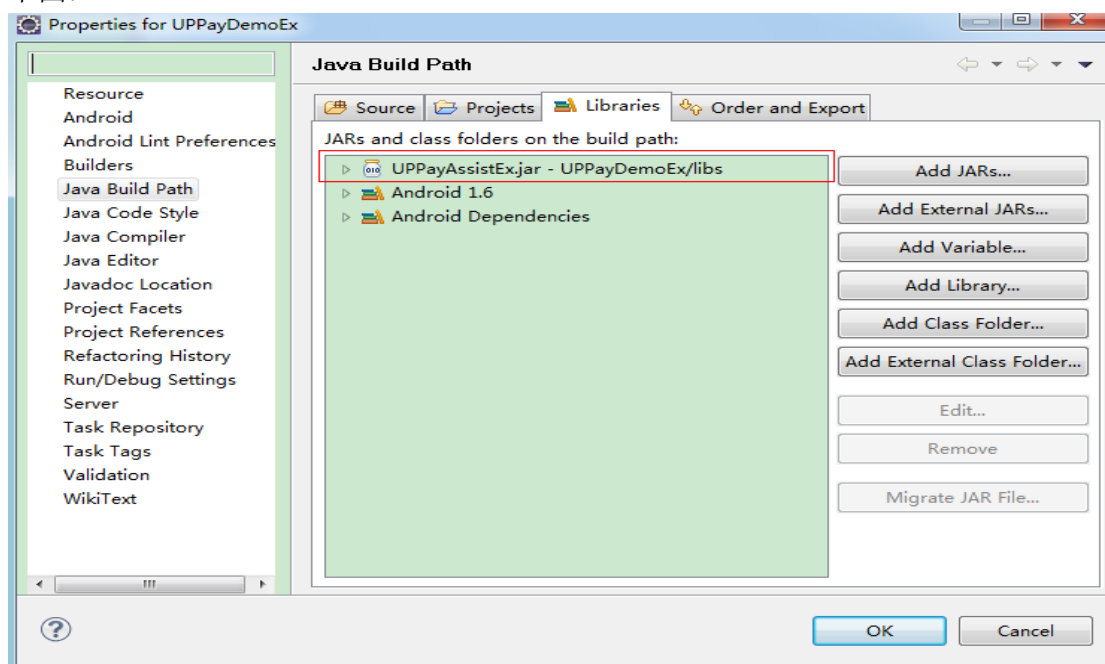 Properties for UPPayDemoEx
Java Build Path
Resource
Android
Android Lint Preferences
Builders
Java Build Path
Java Code Style
Java Compiler
Java Editor
Javadoc Location
Project Facets
Project References
Refactoring History
Run/Debug Settings
Server
Task Repository
Task Tags
Validation
WikiText
Source Projects Libraries Order and Export
JARs and class folders on the build path:
UPPayAssistEx.jar - UPPayDemoEx/libs
Android 1.6
Android Dependencies
Add JARs...
Add External JARs...
Add Variable...
Add Library...
Add Class Folder...
Add External Class Folder...
Edit...
Remove
Migrate JAR File...
OK Cancel